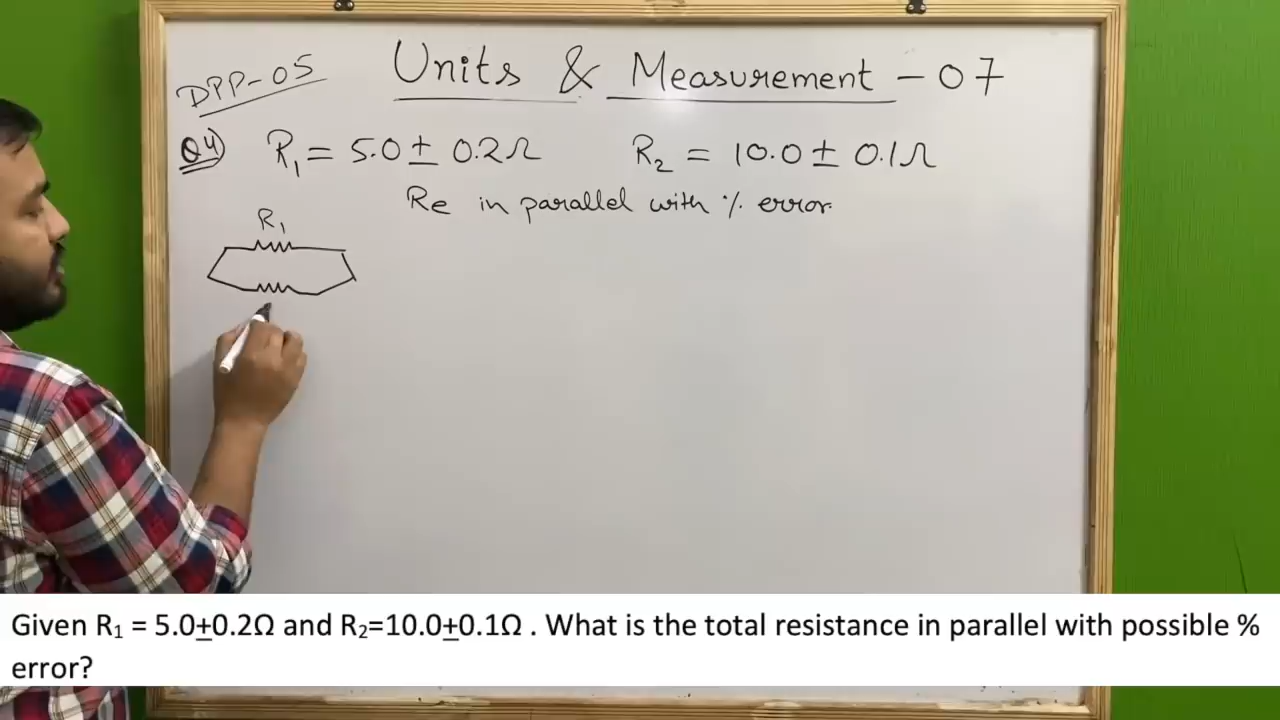 DPP-05 Units & Measurement - 07
Q4) R₁ = 5.0 ± 0.2Ω R₂ = 10.0 ± 0.1Ω
Re in parallel with % error.
R₁
Given R₁ = 5.0±0.2Ω and R₂=10.0±0.1Ω . What is the total resistance in parallel with possible %
error?